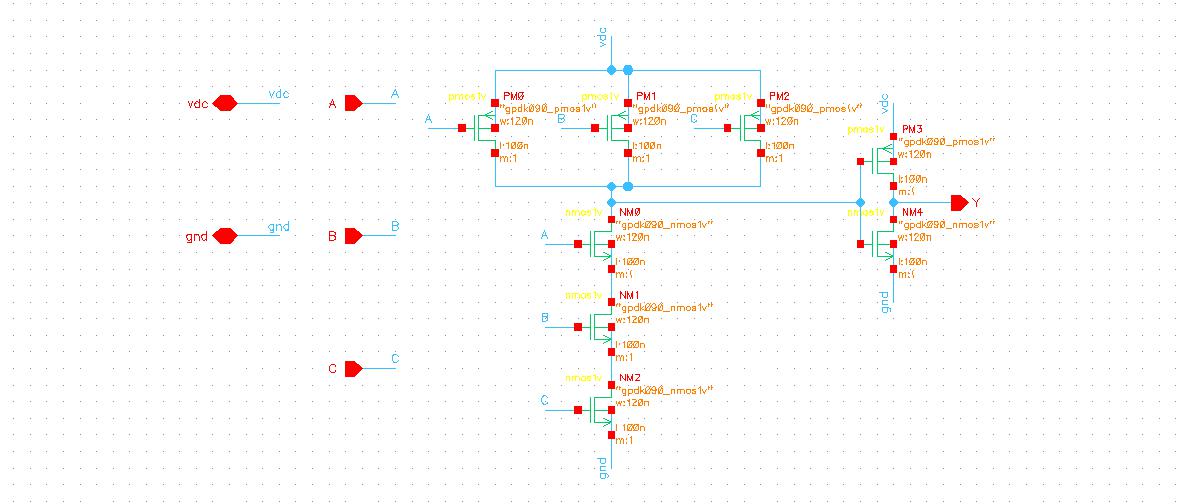 vdc
vdc
vdc
A
A
pmos1v
PM0
"gpdk090_pmos1v"
w:120n
A
l:100n
m:1
pmos1v
PM1
"gpdk090_pmos1v"
w:120n
B
l:100n
m:1
pmos1v
PM2
"gpdk090_pmos1v"
w:120n
C
l:100n
m:1
vdc
pmos1v
PM3
"gpdk090_pmos1v"
w:120n
l:100n
m:1
Y
gnd
gnd
B
B
nmos1v
NM0
"gpdk090_nmos1v"
A
w:120n
l:100n
m:1
nmos1v
NM4
"gpdk090_nmos1v"
w:120n
l:100n
m:1
gnd
nmos1v
NM1
"gpdk090_nmos1v"
B
w:120n
l:100n
m:1
C
C
nmos1v
NM2
"gpdk090_nmos1v"
C
w:120n
l:100n
m:1
gnd